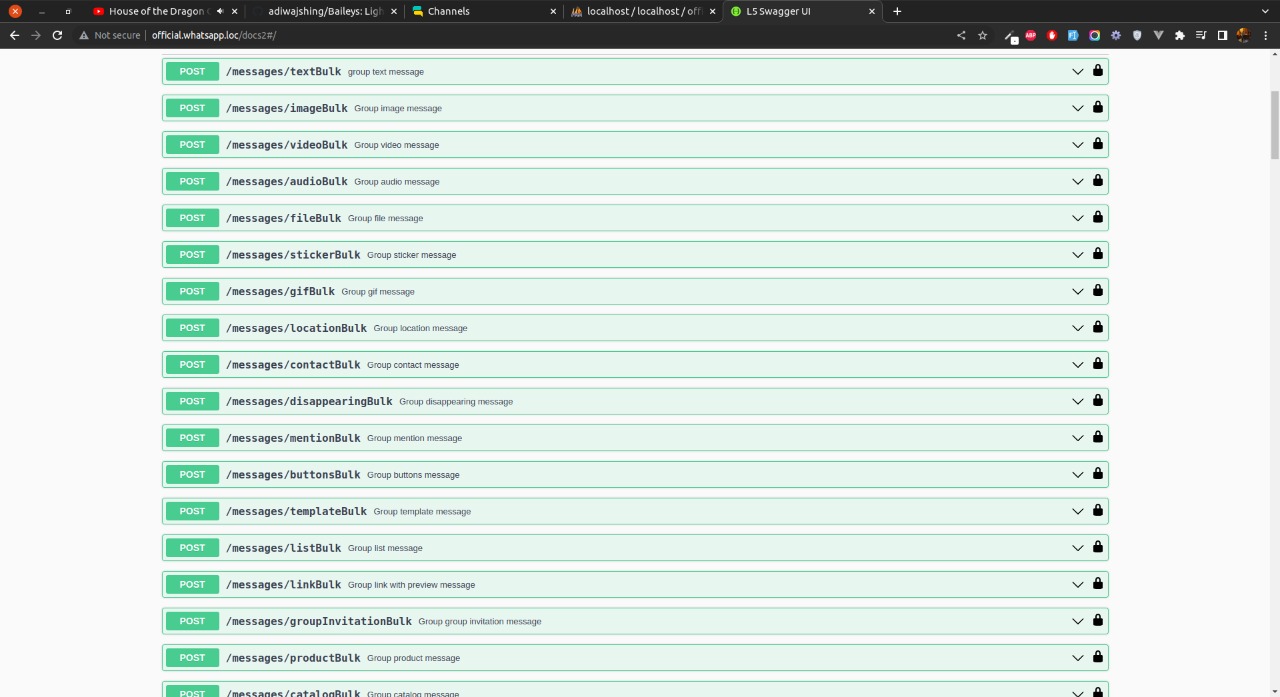 House of the Dragon
adiwajshing/Baileys: Ligh
Channels
localhost / localhost / offi
L5 Swagger UI
Not secure official.whatsapp.loc/docs2#/
ABP
POST /messages/textBulk group text message
POST /messages/imageBulk Group image message
POST /messages/videoBulk Group video message
POST /messages/audioBulk Group audio message
POST /messages/fileBulk Group file message
POST /messages/stickerBulk Group sticker message
POST /messages/gifBulk Group gif message
POST /messages/locationBulk Group location message
POST /messages/contactBulk Group contact message
POST /messages/disappearingBulk Group disappearing message
POST /messages/mentionBulk Group mention message
POST /messages/buttonsBulk Group buttons message
POST /messages/templateBulk Group template message
POST /messages/listBulk Group list message
POST /messages/linkBulk Group link with preview message
POST /messages/groupInvitationBulk Group group invitation message
POST /messages/productBulk Group product message
POST /messages/catalogBulk Group catalog message